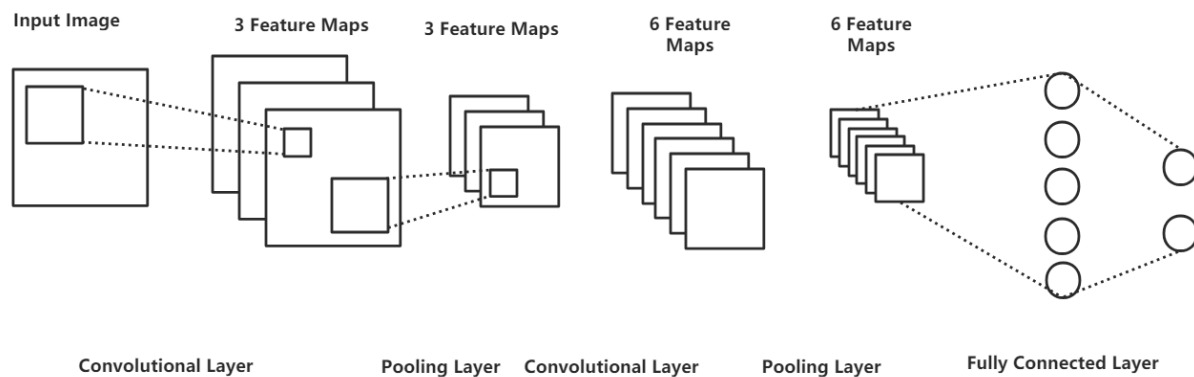 Input Image
3 Feature Maps
3 Feature Maps
6 Feature
Maps
6 Feature
Maps
Convolutional Layer
Pooling Layer
Convolutional Layer
Pooling Layer
Fully Connected Layer